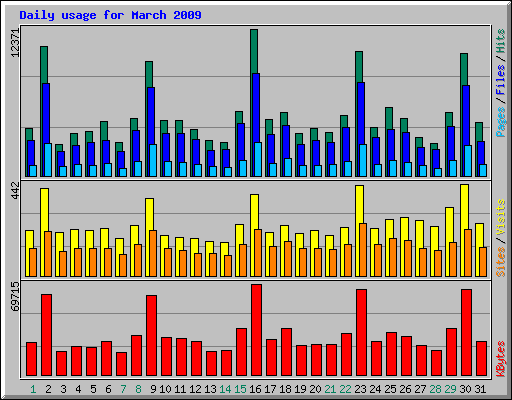 Daily usage for March 2009
12371
Pages / Files / Hits
442
Sites / Visits
69715
KBytes
1 2 3 4 5 6 7 8 9 10 11 12 13 14 15 16 17 18 19 20 21 22 23 24 25 26 27 28 29 30 31